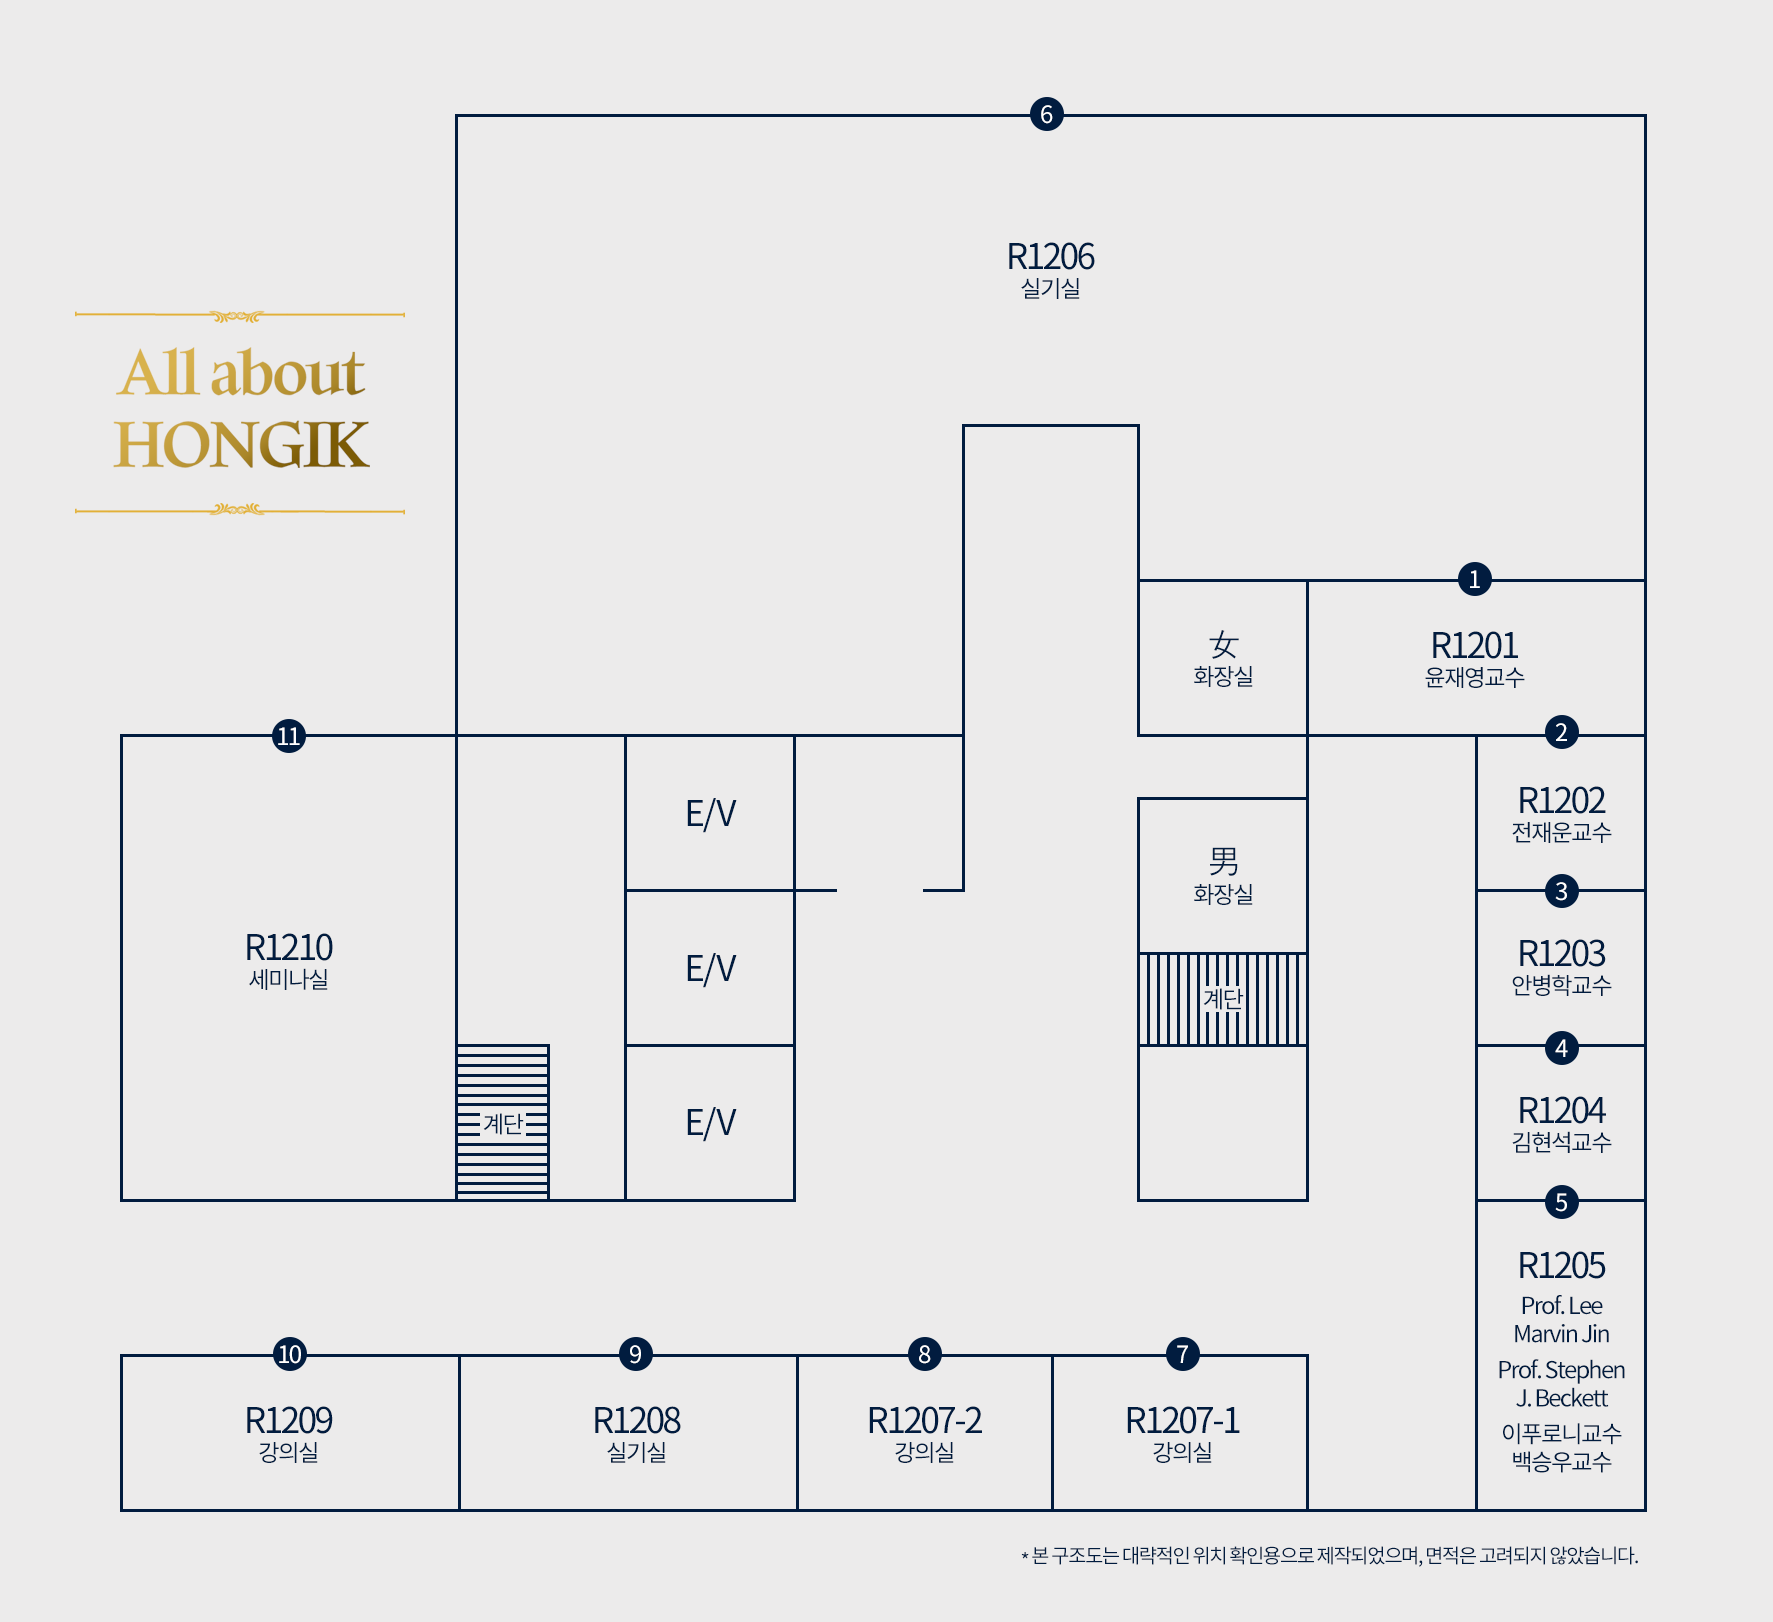 6
R1206
실기실
All about
HONGIK
1
女
화장실
R1201
윤재영교수
11
2
E/V
R1202
전재운교수
男
화장실
3
R1210
세미나실
E/V
R1203
안병학교수
계단
4
E/V
계단
R1204
김현석교수
5
R1205
Prof. Lee
Marvin Jin
Prof. Stephen
J. Beckett
이푸로니교수
백승우교수
10
9
8
7
R1209
강의실
R1208
실기실
R1207-2
강의실
R1207-1
강의실
* 본 구조도는 대략적인 위치 확인용으로 제작되었으며, 면적은 고려되지 않았습니다.